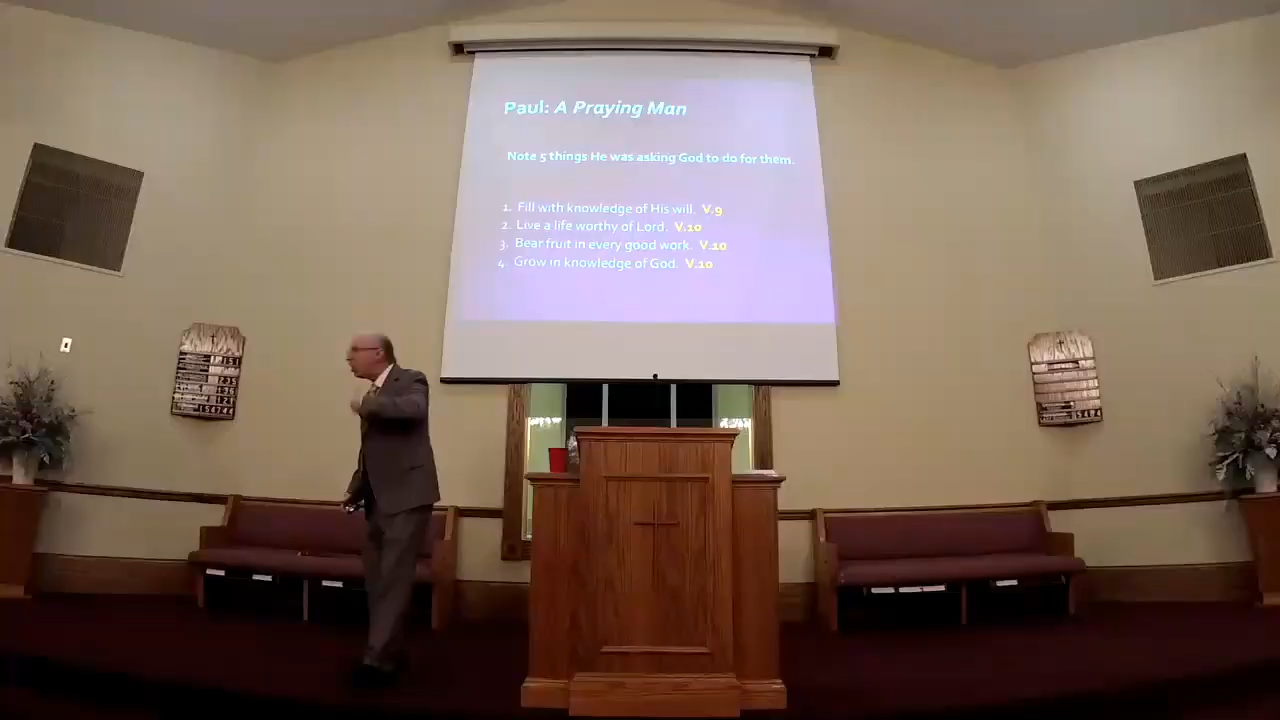 Paul: A Praying Man
Note 5 things He was asking God to do for them.
1. Fill with knowledge of His will. V.9
2. Live a life worthy of Lord. V.10
3. Bear fruit in every good work. V.10
4. Grow in knowledge of God. V.10